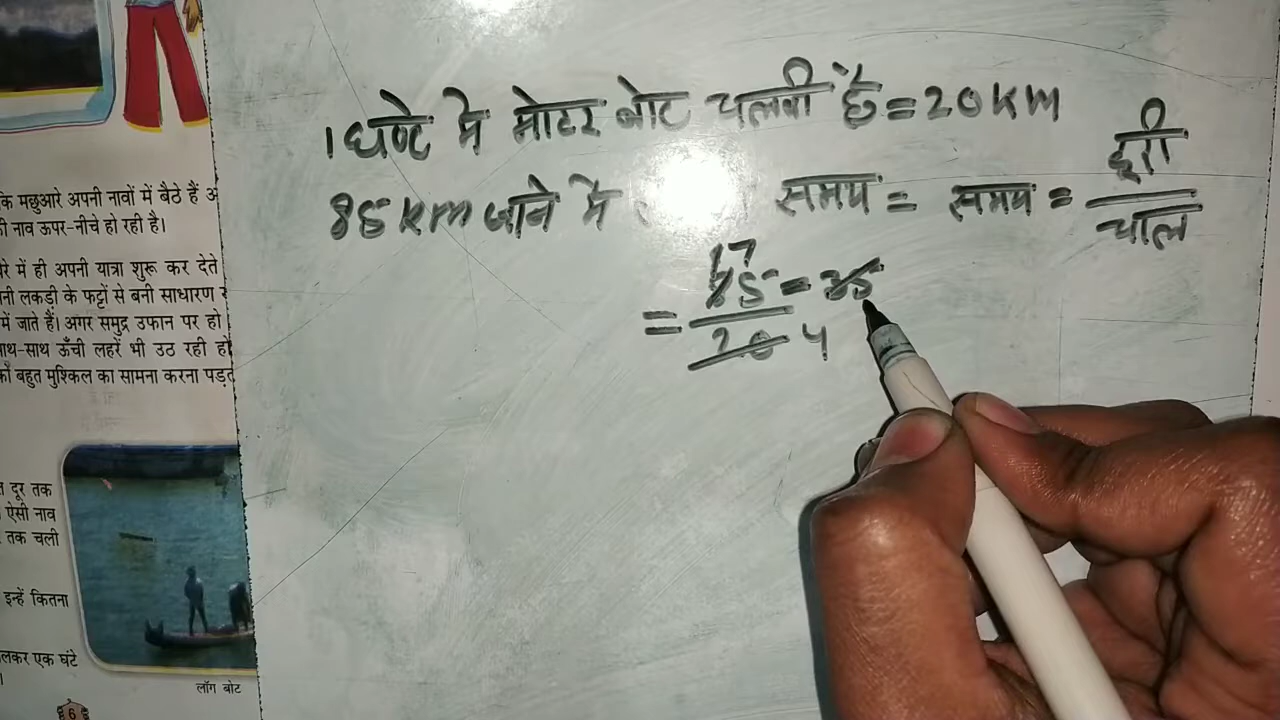 कि मछुआरे अपनी नावों में बैठे हैं अ
ी नाव ऊपर-नीचे हो रही है।
रे में ही अपनी यात्रा शुरू कर देते
नी लकड़ी के फट्टों से बनी साधारण
में जाते हैं। अगर समुद्र उफान पर हो
ाथ-साथ ऊँची लहरें भी उठ रही हों
को बहुत मुश्किल का सामना करना पड़त
त दूर तक
ऐसी नाव
तक चली
इन्हें कितना
लकर एक घंटे
लॉग बोट
6
1 घण्टे मे मोटर बोट चलती है = 20 KM
85 KM जाने मे समय = समय = दूरी
चाल
17
= 85 =
20 4